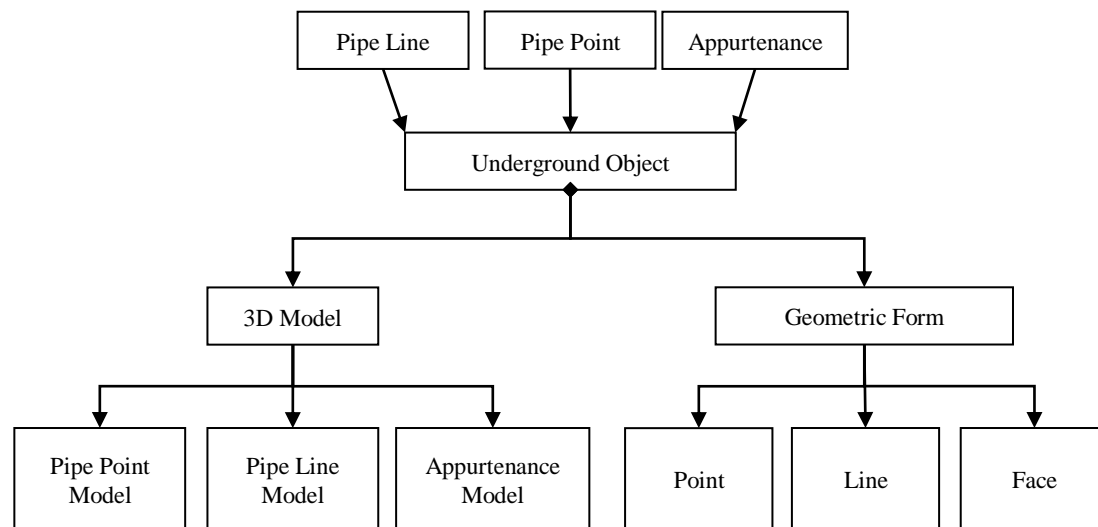 Pipe Line
Pipe Point
Appurtenance
Underground Object
3D Model
Geometric Form
Pipe Point
Model
Pipe Line
Model
Appurtenance
Model
Point
Line
Face